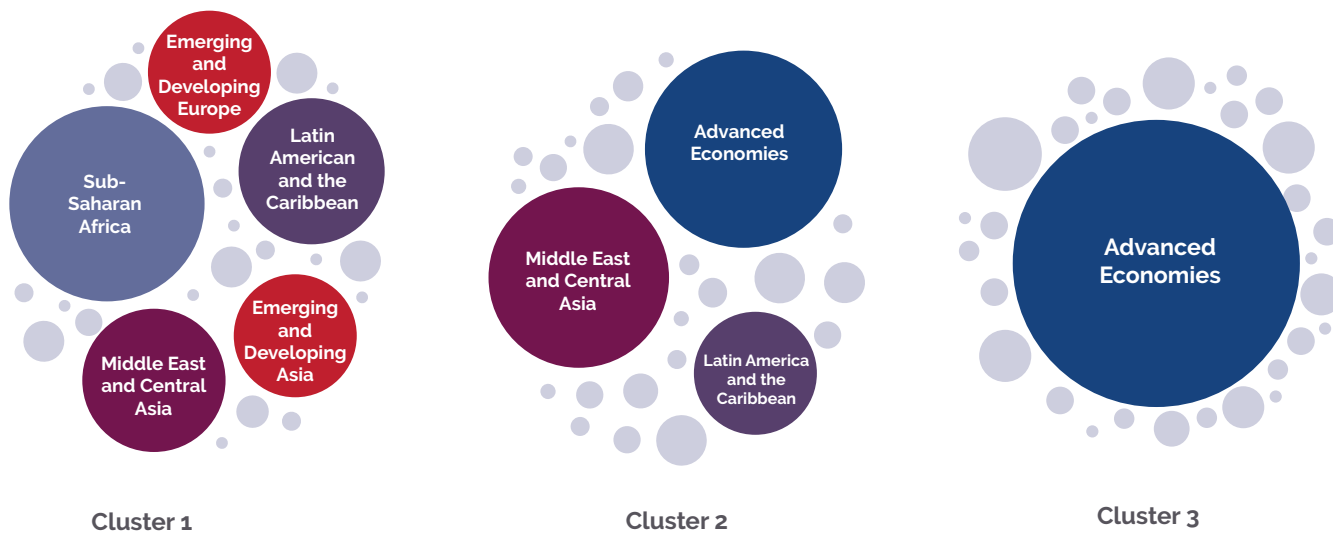 Emerging
and
Developing
Europe
Latin
American
and the
Caribbean
Sub-
Saharan
Africa
Emerging
and
Developing
Asia
Middle East
and Central
Asia
Cluster 1
Advanced
Economies
Middle East
and Central
Asia
Latin America
and the
Caribbean
Cluster 2
Advanced
Economies
Cluster 3